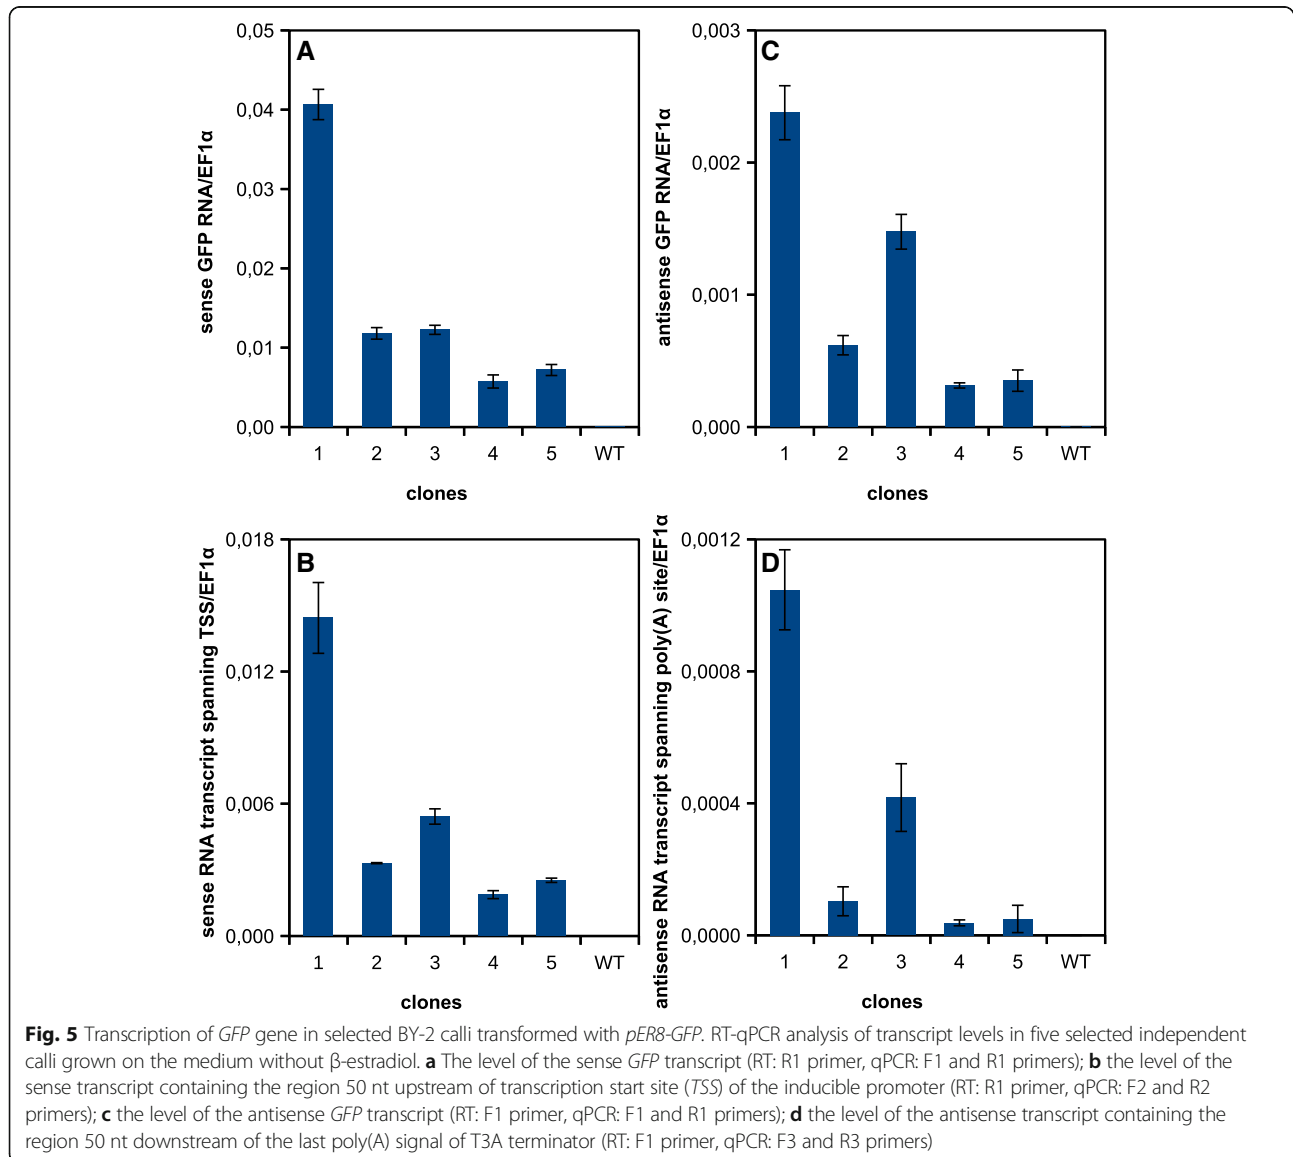 A
0,05
0,04
0,03
0,02
0,01
0,00
sense GFP RNA/EF1α
1 2 3 4 5 WT
clones
C
0,003
0,002
0,001
0,000
antisense GFP RNA/EF1α
1 2 3 4 5 WT
clones
B
0,018
0,012
0,006
0,000
sense RNA transcript spanning TSS/EF1α
1 2 3 4 5 WT
clones
D
0,0012
0,0008
0,0004
0,0000
antisense RNA transcript spanning poly(A) site/EF1α
1 2 3 4 5 WT
clones
Fig. 5 Transcription of GFP gene in selected BY-2 calli transformed with pER8-GFP. RT-qPCR analysis of transcript levels in five selected independent
calli grown on the medium without β-estradiol. a The level of the sense GFP transcript (RT: R1 primer, qPCR: F1 and R1 primers); b the level of the
sense transcript containing the region 50 nt upstream of transcription start site (TSS) of the inducible promoter (RT: R1 primer, qPCR: F2 and R2
primers); c the level of the antisense GFP transcript (RT: F1 primer, qPCR: F1 and R1 primers); d the level of the antisense transcript containing the
region 50 nt downstream of the last poly(A) signal of T3A terminator (RT: F1 primer, qPCR: F3 and R3 primers)